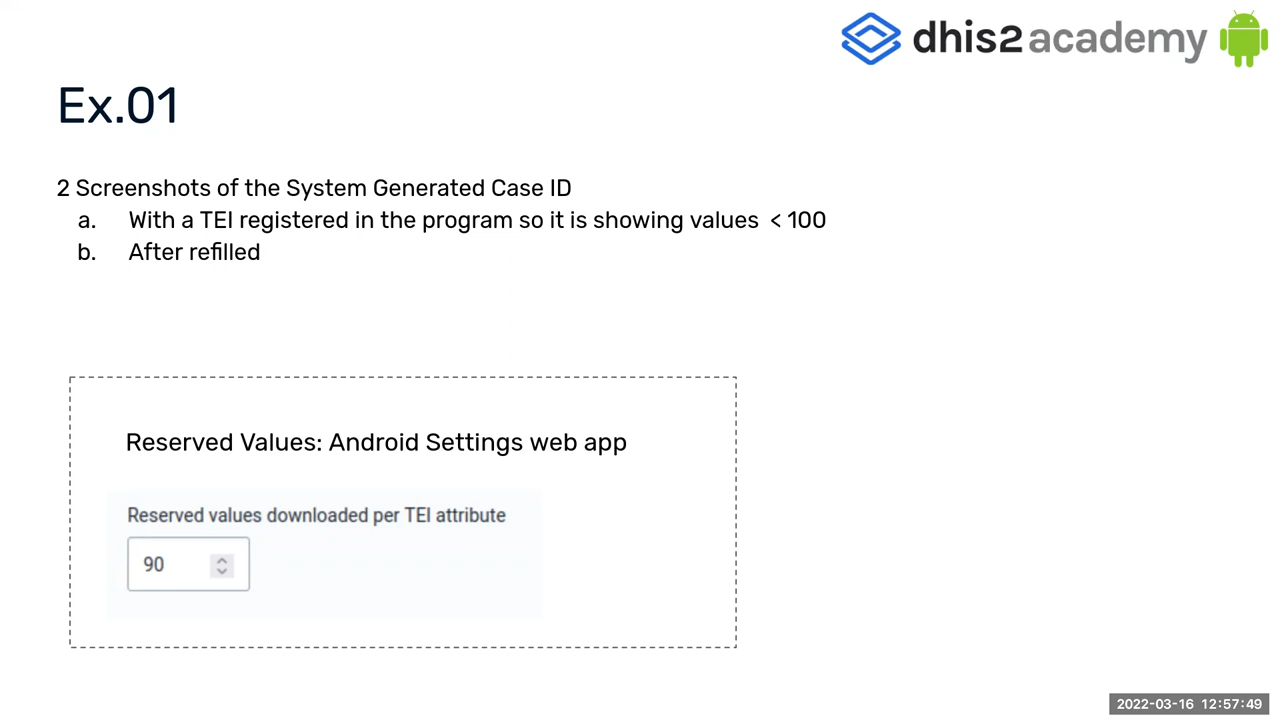 dhis2 academy
Ex.01
2 Screenshots of the System Generated Case ID
a. With a TEI registered in the program so it is showing values < 100
b. After refilled
Reserved Values: Android Settings web app
Reserved values downloaded per TEI attribute
90
2022-03-16 12:57:49